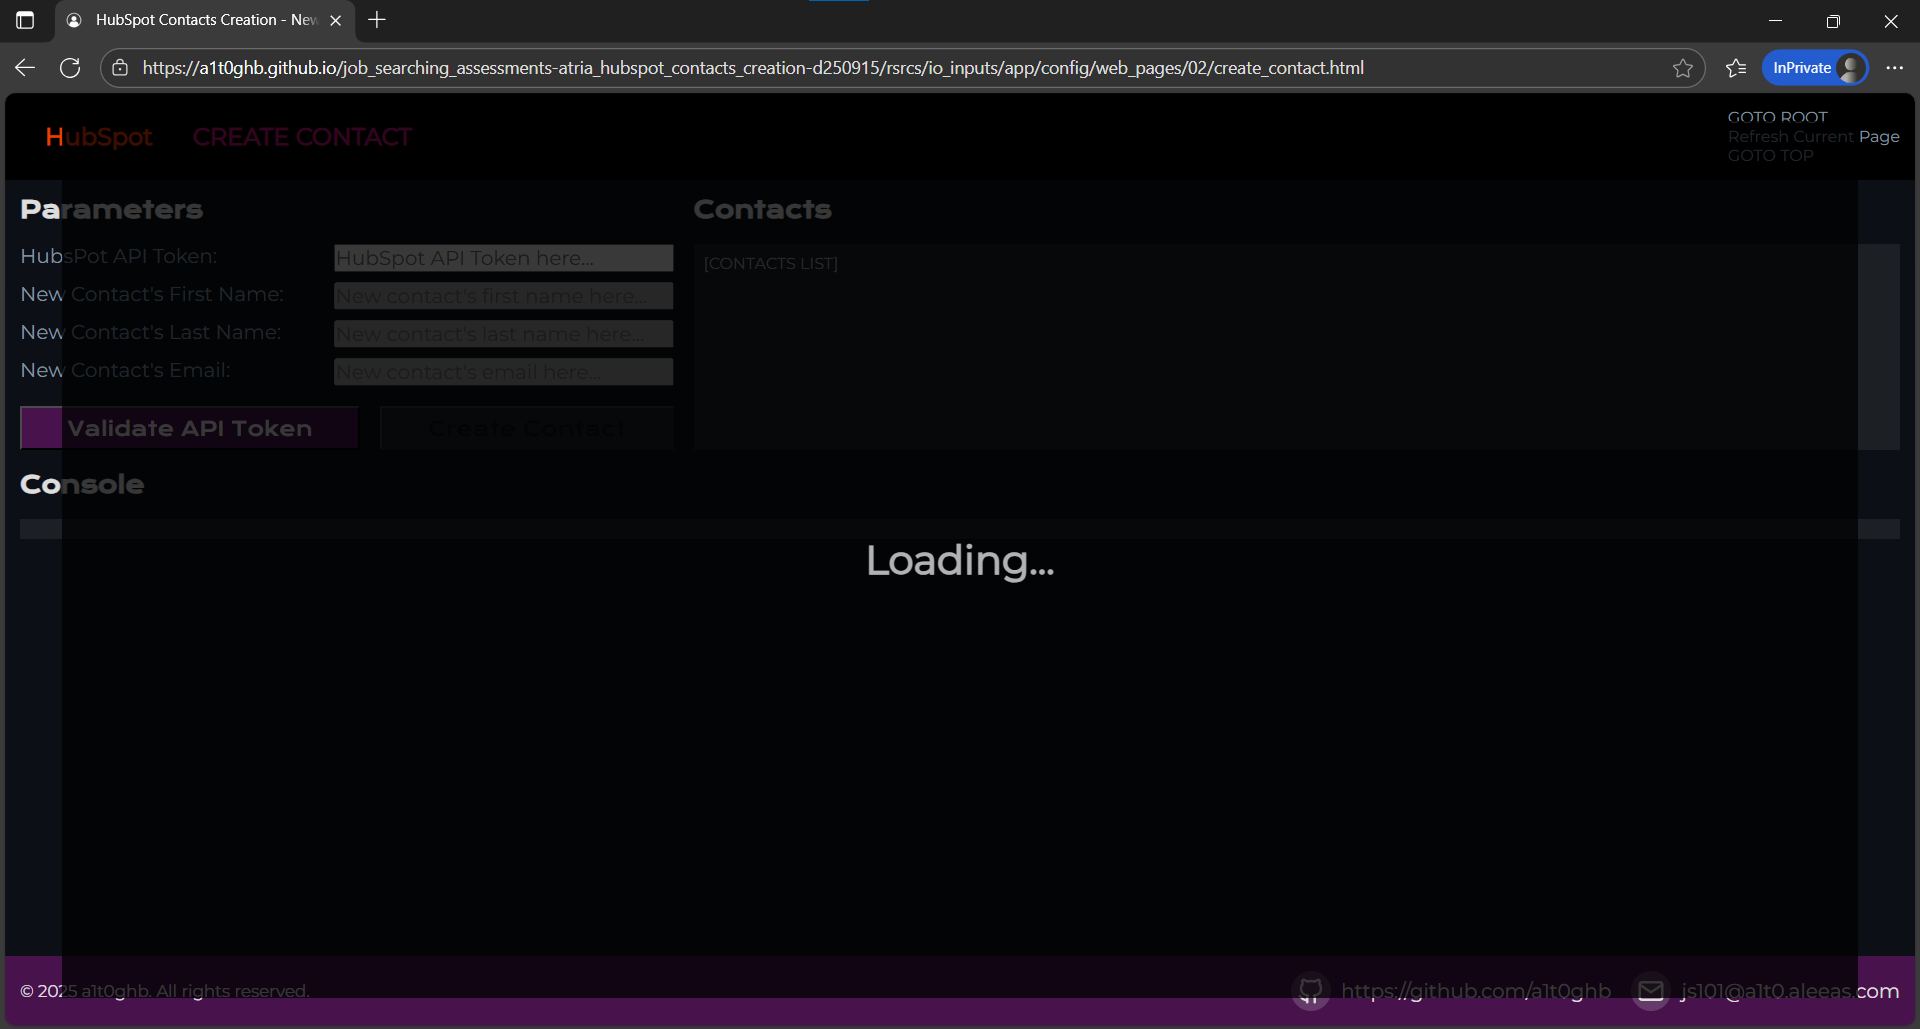 HubSpot Contacts Creation - New
https://a1t0ghb.github.io/job_searching_assessments-atria_hubspot_contacts_creation-d250915/rsrcs/io_inputs/app/config/web_pages/02/create_contact.html
InPrivate
HubSpot CREATE CONTACT
GOTO ROOT
Refresh Current Page
GOTO TOP
Parameters
Contacts
HubsPot API Token:
HubSpot API Token here...
[CONTACTS LIST]
New Contact's First Name:
New contact's first name here...
New Contact's Last Name:
New contact's last name here...
New Contact's Email:
New contact's email here...
Validate API Token
Create Contact
Console
Loading...
© 2025 a1t0ghb. All rights reserved.
https://github.com/a1t0ghb
js101@a1t0.aleeas.com